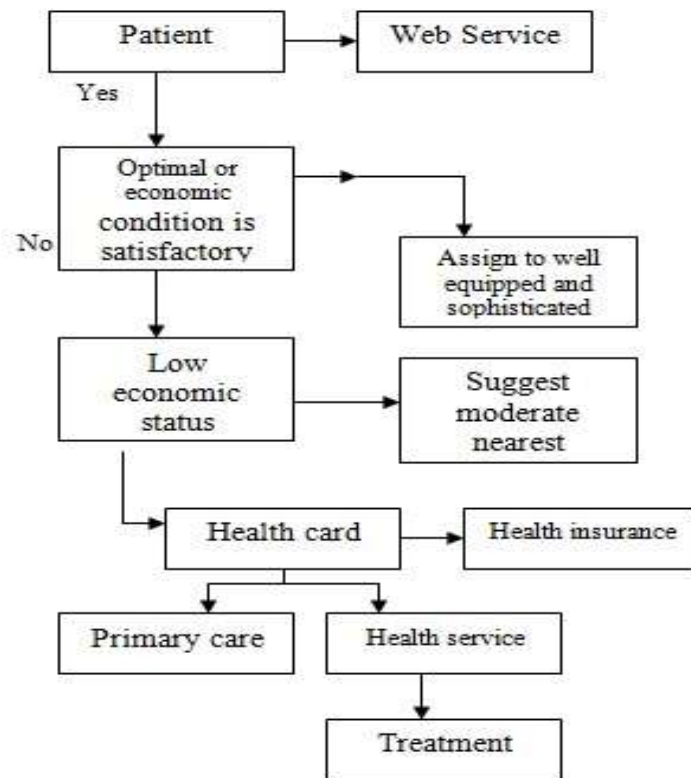 Patient
Web Service
Yes
Optimal or
economic
condition is
satisfactory
No
Assign to well
equipped and
sophisticated
Low
economic
status
Suggest
moderate
nearest
Health card
Health insurance
Primary care
Health service
Treatment